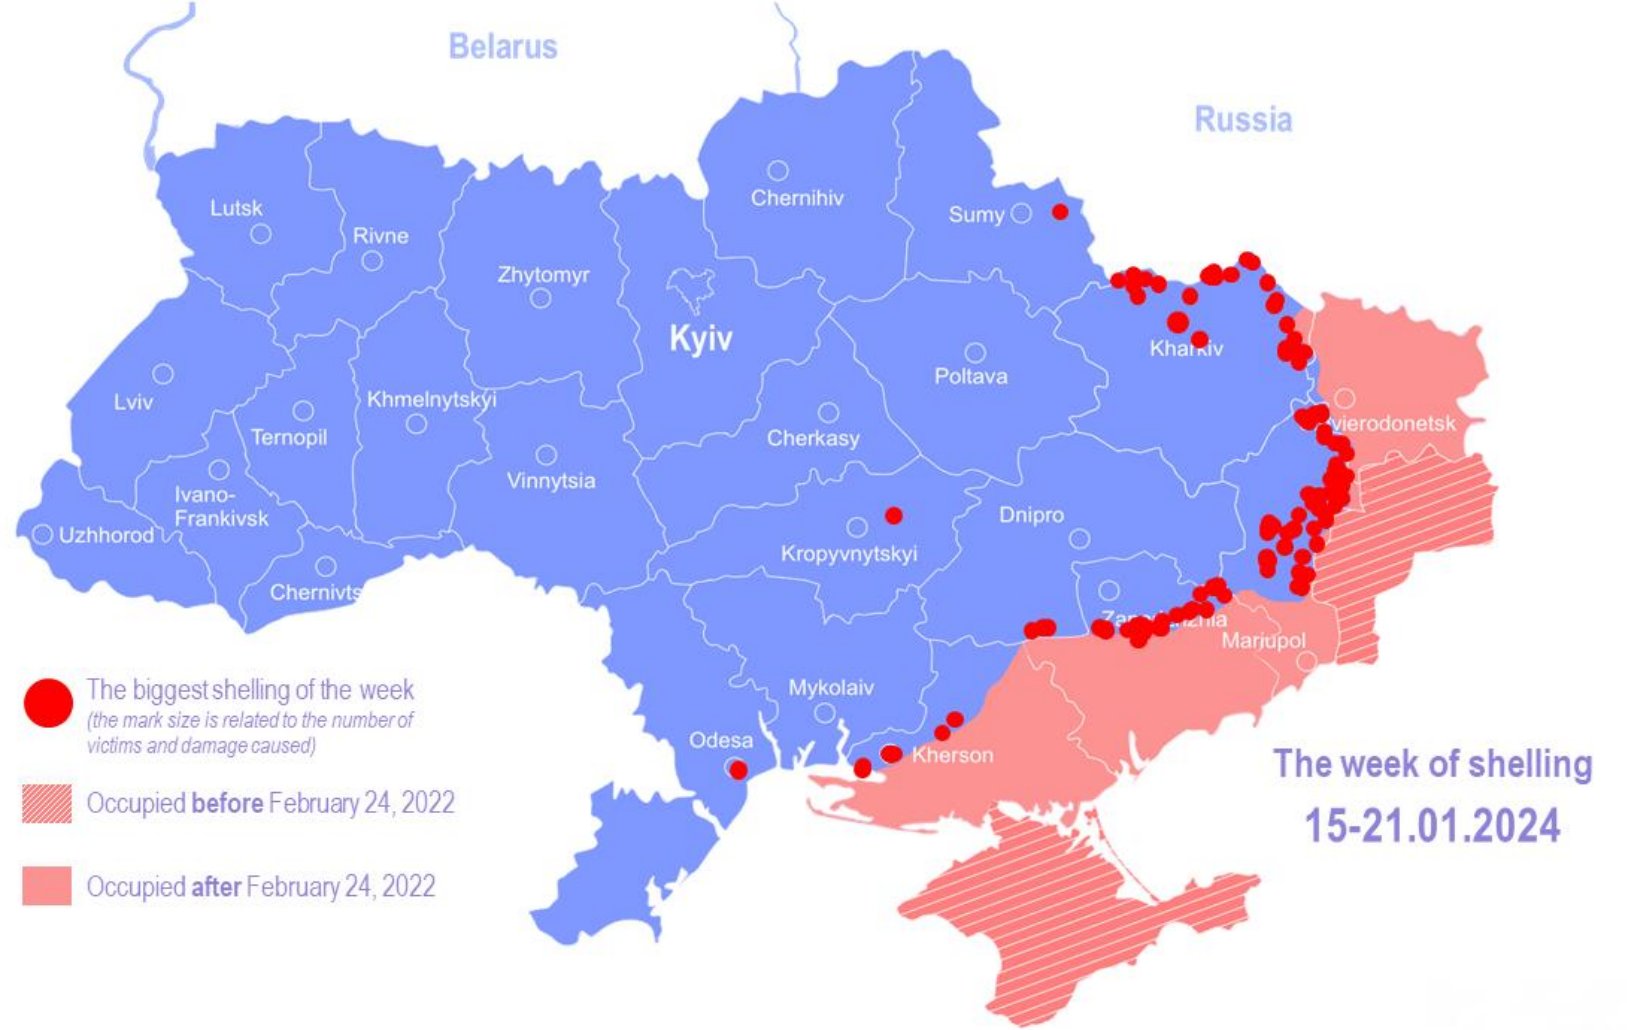 Belarus
Russia
Chernihiv
Lutsk
Sumy
Rivne
Zhytomyr
Kyiv
Kharkiv
Poltava
Lviv
Khmelnytskyi
vierodonetsk
Ternopil
Cherkasy
Vinnytsia
Ivano-
Frankivsk
Dnipro
Uzhhorod
Kropyvnytskyi
Chernivts
Mariupol
Mykolaiv
Odesa
Kherson
The biggest shelling of the week
(the mark size is related to the number of
victims and damage caused)
Occupied before February 24, 2022
Occupied after February 24, 2022
The week of shelling
15-21.01.2024